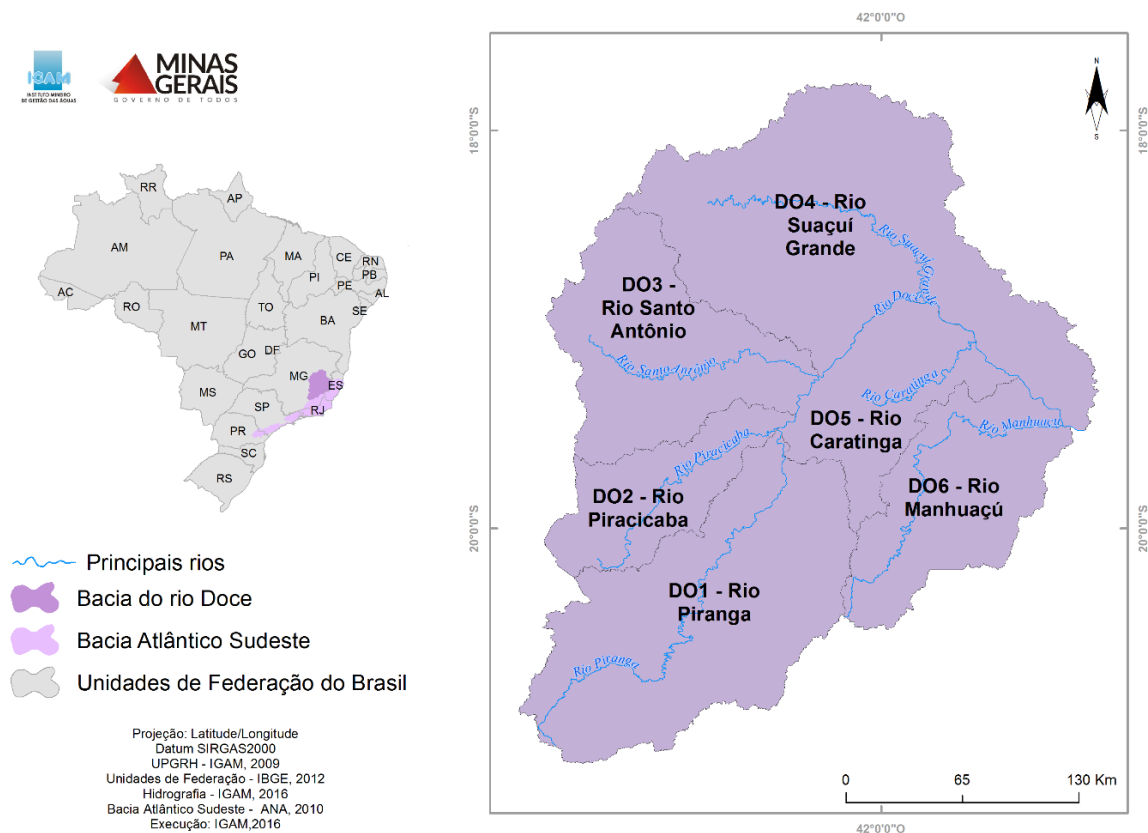 IGAM
INSTITUTO MINEIRO
DE GESTÃO DAS ÁGUAS
MINAS
GERAIS
GOVERNO DE TODOS
RR
AP
AM
PA
MA
CE
RN
PB
PI
PE
AL
AC
RO
TO
SE
BA
MT
DF
GO
MG
ES
MS
SP
RJ
PR
SC
RS
Principais rios
Bacia do rio Doce
Bacia Atlântico Sudeste
Unidades de Federação do Brasil
Projeção: Latitude/Longitude
Datum SIRGAS2000
UPGRH - IGAM, 2009
Unidades de Federação - IBGE, 2012
Hidrografia - IGAM, 2016
Bacia Atlântico Sudeste - ANA, 2010
Execução: IGAM,2016
42°0'0"O
18°0'0"S
18°0'0"S
N
S
DO4 - Rio
Suaçuí
Grande
Rio Suaçuí Grande
DO3 -
Rio Santo
Antônio
Rio Doce
Rio Santo Antônio
Rio Caratinga
DO5 - Rio
Caratinga
Rio Manhuaçu
Rio Piracicaba
DO2 - Rio
Piracicaba
DO6 - Rio
Manhuaçú
20°0'0"S
20°0'0"S
DO1 - Rio
Piranga
Rio Piranga
0
65
130 Km
42°0'0"O